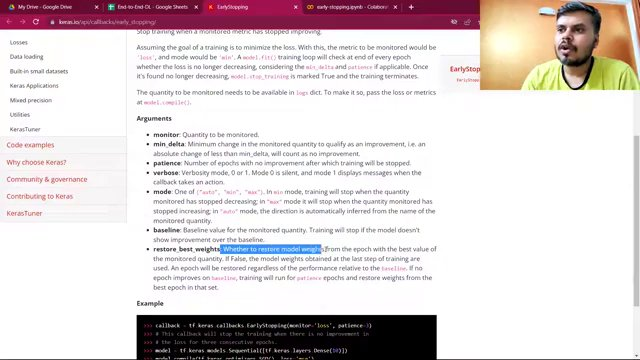 My Drive - Google Drive
End-to-End-DL - Google Drive
EarlyStopping
early-stopping.ipynb - Colaborat
keras.io/api/callbacks/early_stopping/
Losses
Data loading
Built-in small datasets
Keras Applications
Mixed precision
Utilities
KerasTuner
Code examples
Why choose Keras?
Community & governance
Contributing to Keras
KerasTuner
Stop training when a monitored metric has stopped improving.
Assuming the goal of a training is to minimize the loss. With this, the metric to be monitored would be
'loss', and mode would be 'min'. A model.fit() training loop will check at end of every epoch
whether the loss is no longer decreasing, considering the min_delta and patience if applicable. Once
it's found no longer decreasing, model.stop_training is marked True and the training terminates.
The quantity to be monitored needs to be available in logs dict. To make it so, pass the loss or metrics
at model.compile().
Arguments
• monitor: Quantity to be monitored.
• min_delta: Minimum change in the monitored quantity to qualify as an improvement, i.e. an
absolute change of less than min_delta, will count as no improvement.
• patience: Number of epochs with no improvement after which training will be stopped.
• verbose: Verbosity mode, 0 or 1. Mode 0 is silent, and mode 1 displays messages when the
callback takes an action.
• mode: One of {"auto", "min", "max"}. In min mode, training will stop when the quantity
monitored has stopped decreasing; in "max" mode it will stop when the quantity monitored has
stopped increasing; in "auto" mode, the direction is automatically inferred from the name of the
monitored quantity.
• baseline: Baseline value for the monitored quantity. Training will stop if the model doesn't
show improvement over the baseline.
• restore_best_weights: Whether to restore model weights from the epoch with the best value of
the monitored quantity. If False, the model weights obtained at the last step of training are
used. An epoch will be restored regardless of the performance relative to the baseline. If no
epoch improves on baseline, training will run for patience epochs and restore weights from the
best epoch in that set.
Example
>>> callback = tf.keras.callbacks.EarlyStopping(monitor='loss', patience=3)
>>> # This callback will stop the training when there is no improvement in
>>> # the loss for three consecutive epochs.
>>> model = tf.keras.models.Sequential([tf.keras.layers.Dense(10)])
EarlyStopping